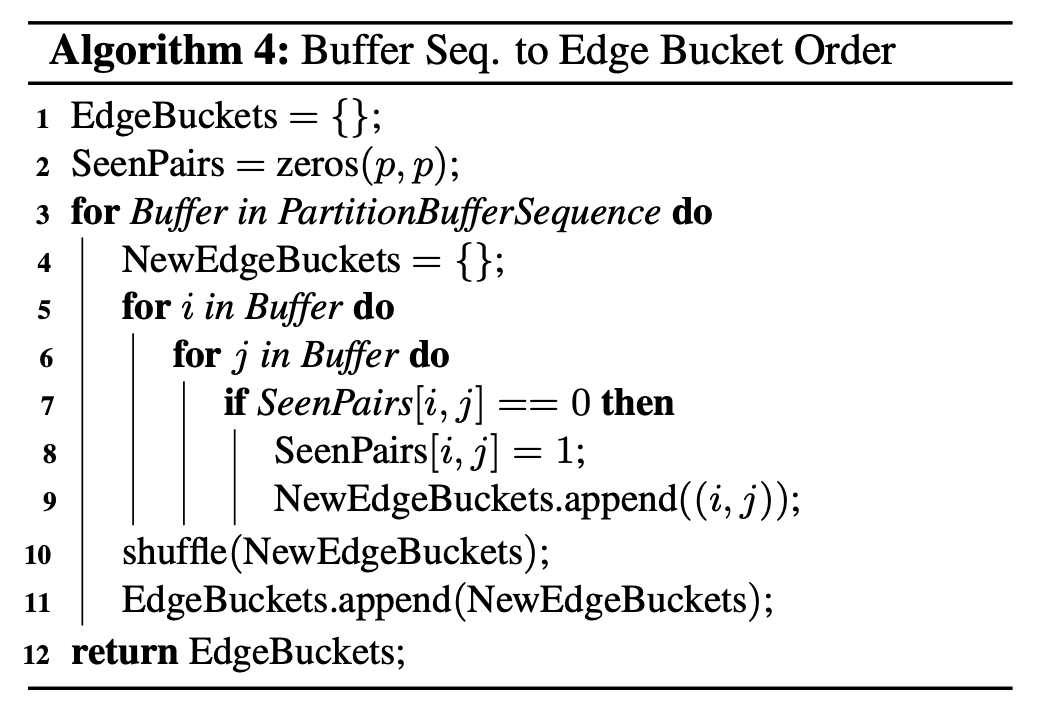 Algorithm 4: Buffer Seq. to Edge Bucket Order
1 EdgeBuckets = {};
2 SeenPairs = zeros(p, p);
3 for Buffer in PartitionBufferSequence do
4 NewEdgeBuckets = {};
5 for i in Buffer do
6 for j in Buffer do
7 if SeenPairs[i, j] == 0 then
8 SeenPairs[i, j] = 1;
9 NewEdgeBuckets.append((i, j));
10 shuffle(NewEdgeBuckets);
11 EdgeBuckets.append(NewEdgeBuckets);
12 return EdgeBuckets;